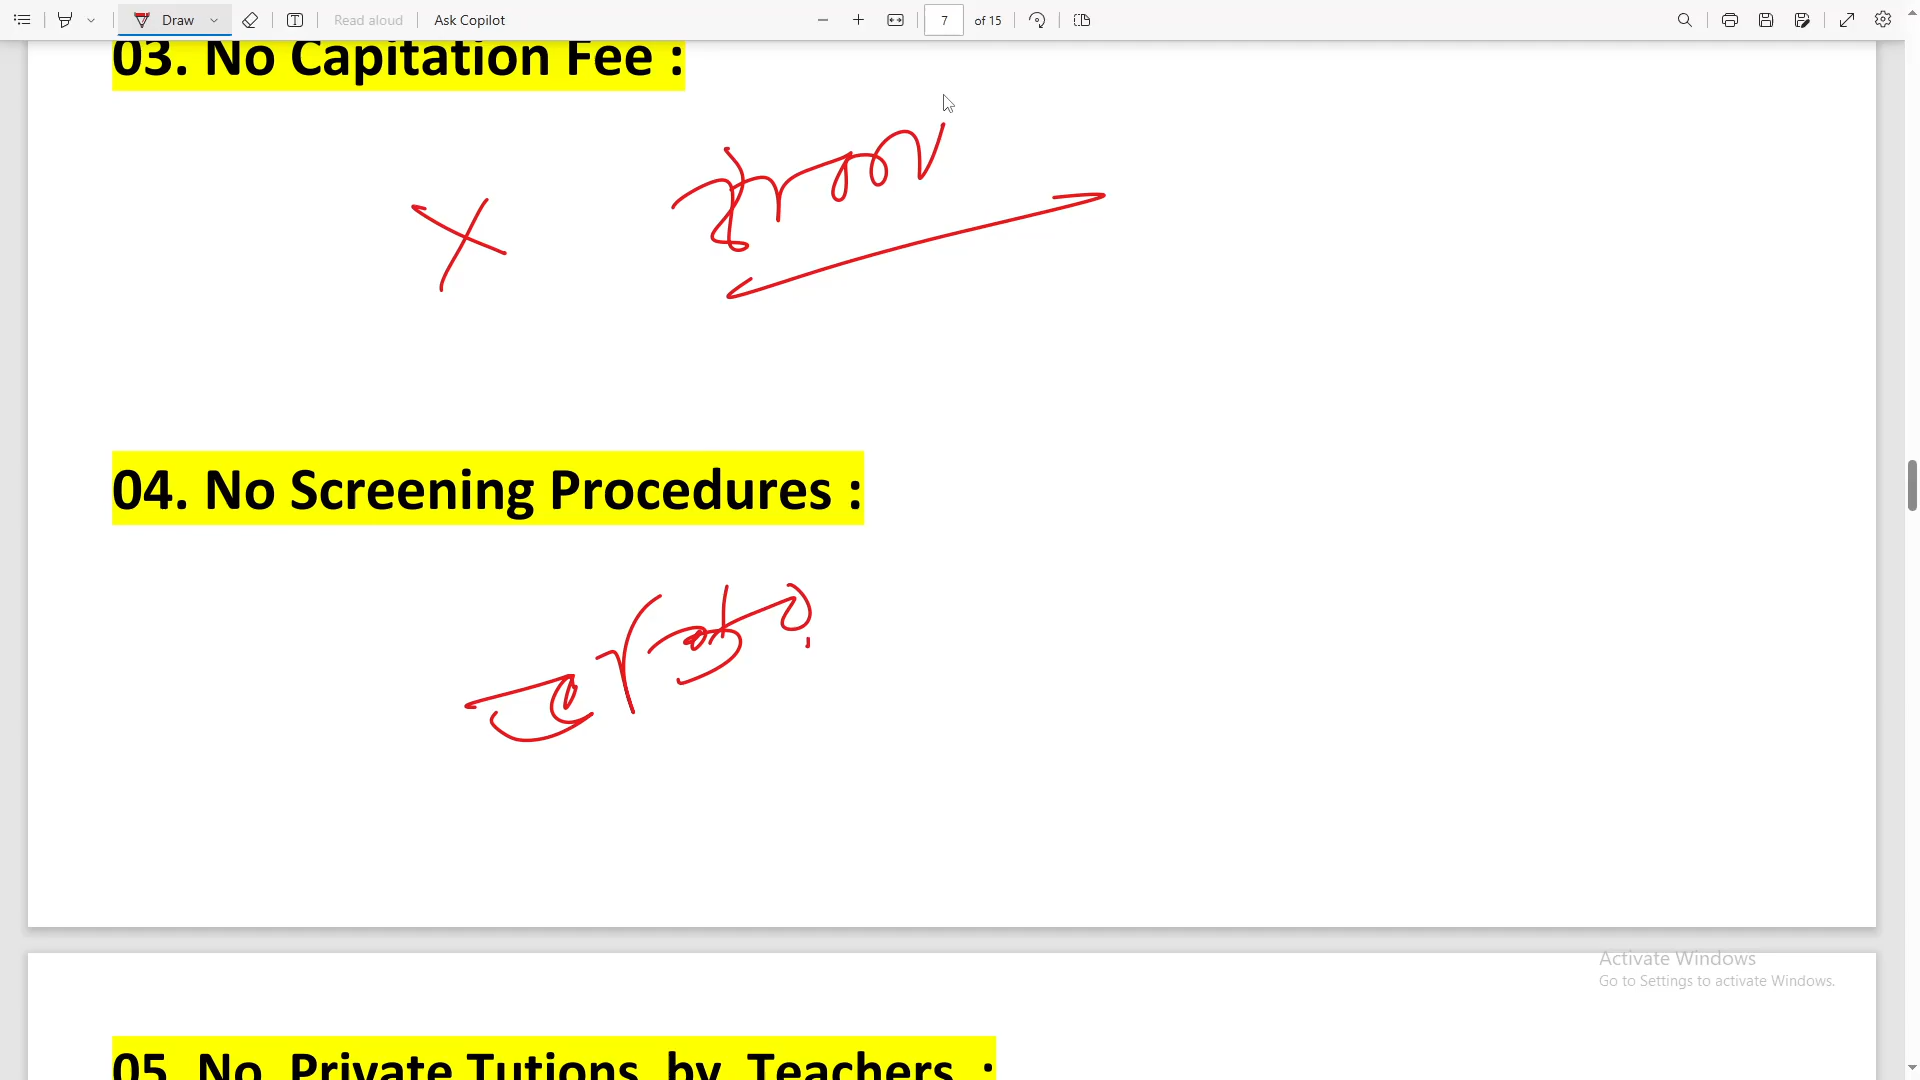 Draw
Read aloud
Ask Copilot
7
of 15
03. No Capitation Fee :
04. No Screening Procedures :
Activate Windows
Go to Settings to activate Windows.
05. No Private Tutions by Teachers :